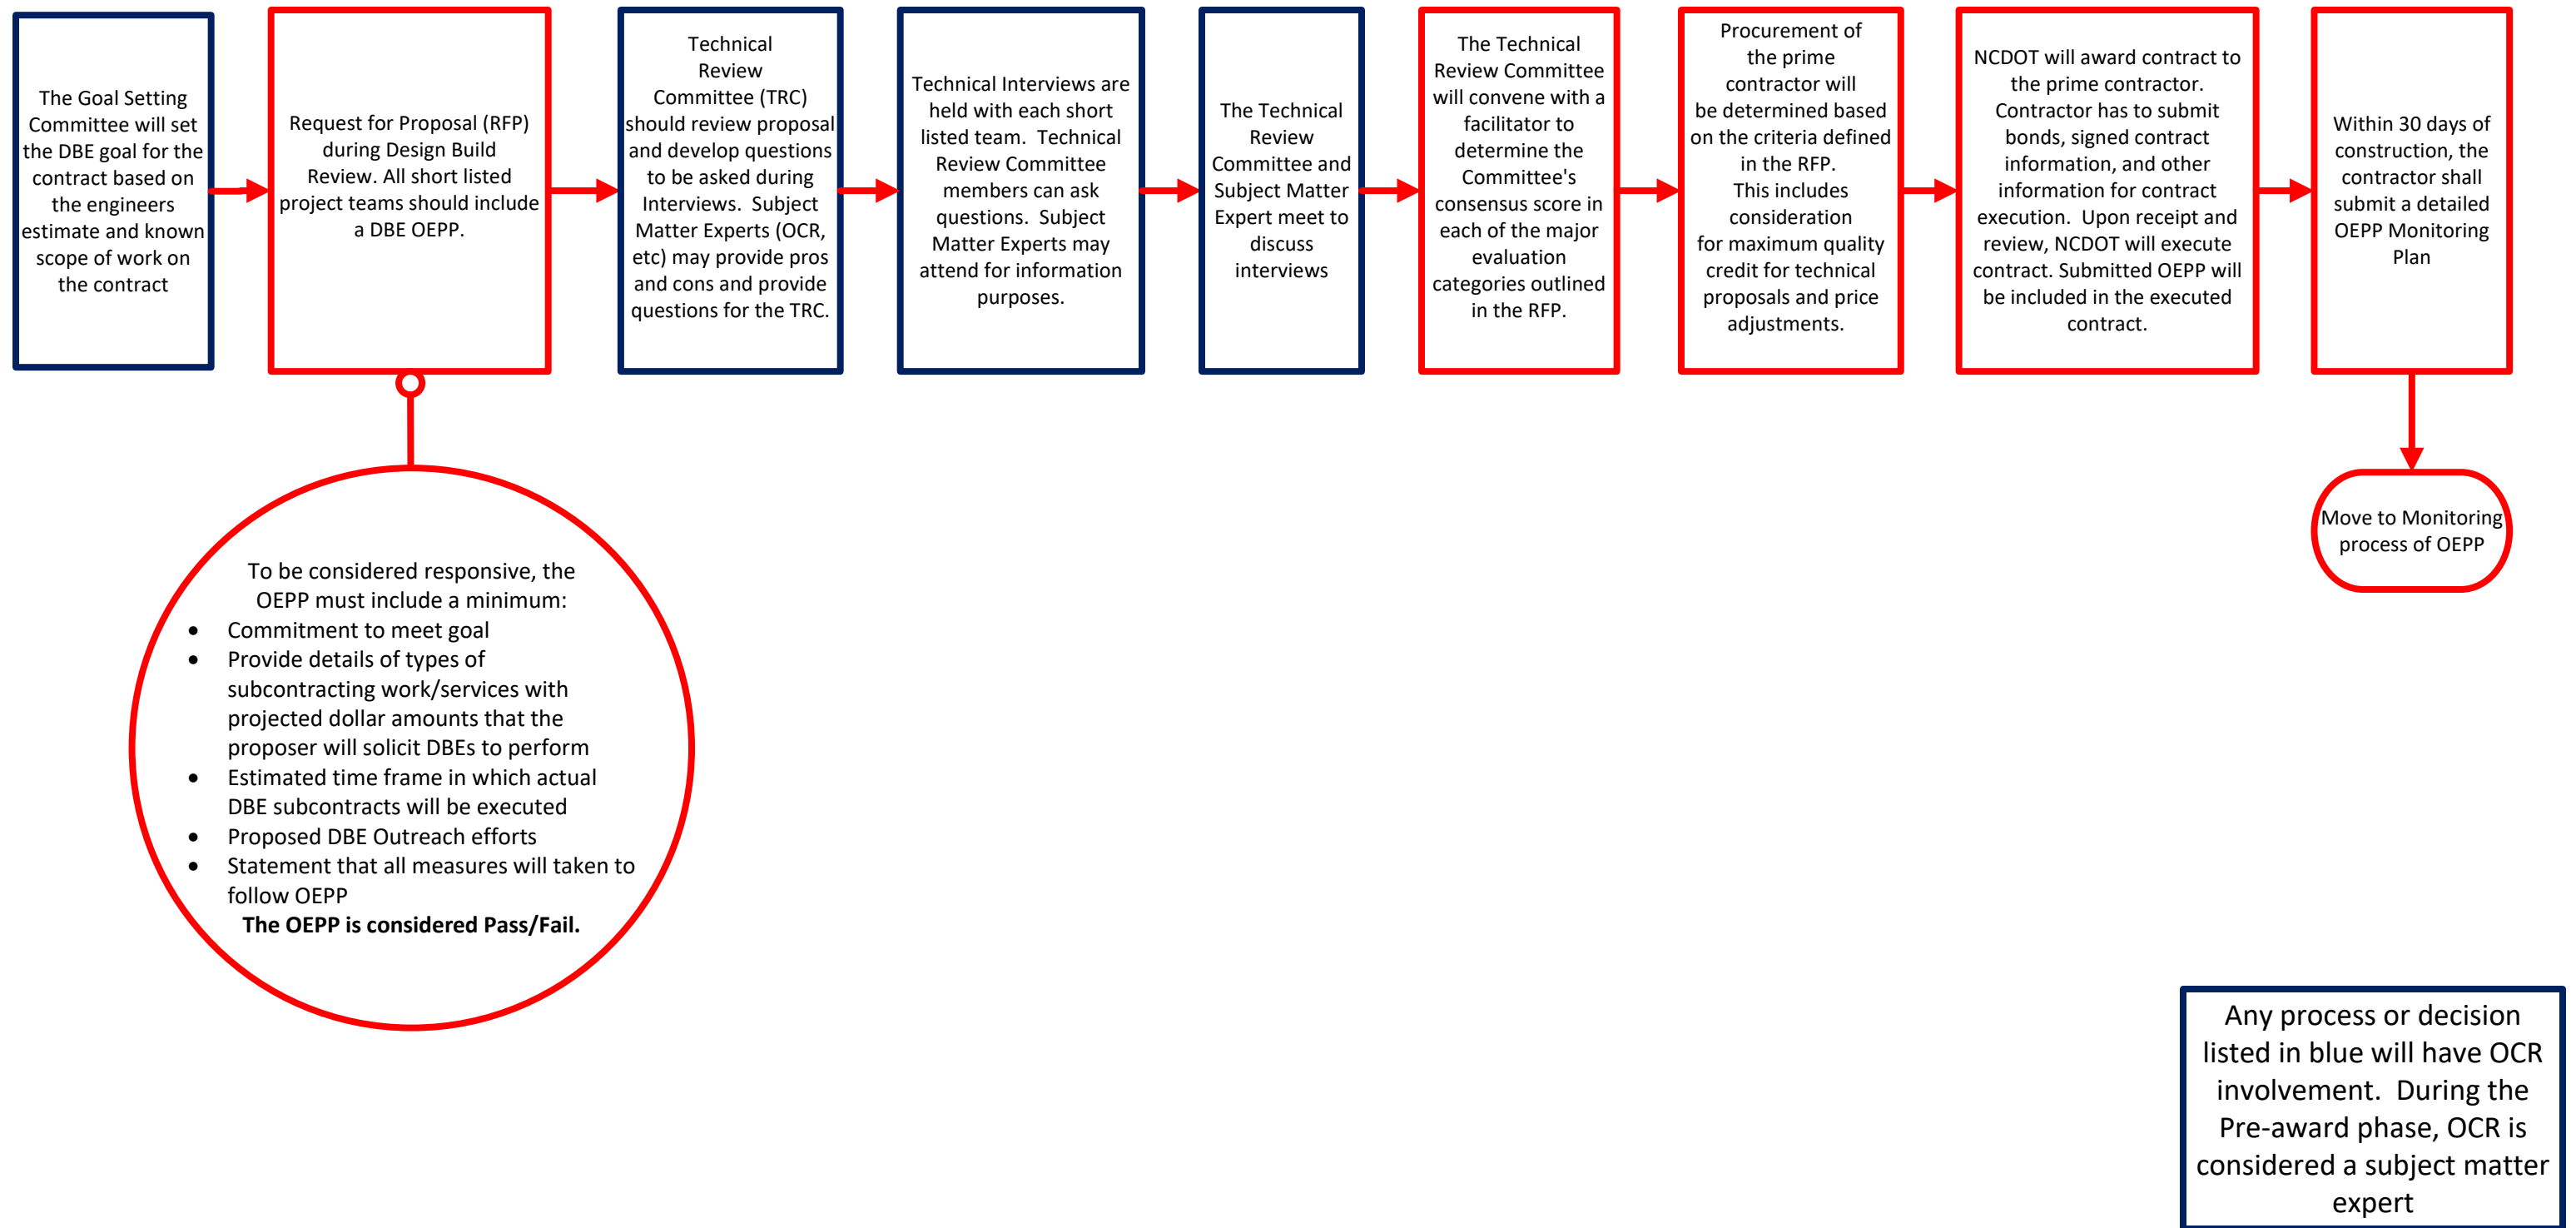 The Goal Setting
Committee will set
the DBE goal for the
contract based on
the engineers
estimate and known
scope of work on
the contract
Request for Proposal (RFP)
during Design Build
Review. All short listed
project teams should include
a DBE OEPP.
Technical
Review
Committee (TRC)
should review proposal
and develop questions
to be asked during
Interviews.  Subject
Matter Experts (OCR,
etc) may provide pros
and cons and provide
questions for the TRC.
Technical Interviews are
held with each short
listed team.  Technical
Review Committee
members can ask
questions.  Subject
Matter Experts may
attend for information
purposes.
The Technical
Review
Committee and
Subject Matter
Expert meet to
discuss
interviews
The Technical
Review Committee
will convene with a
facilitator to
determine the
Committee's
consensus score in
each of the major
evaluation
categories outlined
in the RFP.
Procurement of
the prime
contractor will
be determined based
on the criteria defined
in the RFP.
This includes
consideration
for maximum quality
credit for technical
proposals and price
adjustments.
NCDOT will award contract to
the prime contractor.
Contractor has to submit
bonds, signed contract
information, and other
information for contract
execution.  Upon receipt and
review, NCDOT will execute
contract. Submitted OEPP will
be included in the executed
contract.
Within 30 days of
construction, the
contractor shall
submit a detailed
OEPP Monitoring
Plan
Move to Monitoring
process of OEPP
To be considered responsive, the
OEPP must include a minimum:
• Commitment to meet goal
• Provide details of types of
subcontracting work/services with
projected dollar amounts that the
proposer will solicit DBEs to perform
• Estimated time frame in which actual
DBE subcontracts will be executed
• Proposed DBE Outreach efforts
• Statement that all measures will taken to
follow OEPP
The OEPP is considered Pass/Fail.
Any process or decision
listed in blue will have OCR
involvement.  During the
Pre-award phase, OCR is
considered a subject matter
expert